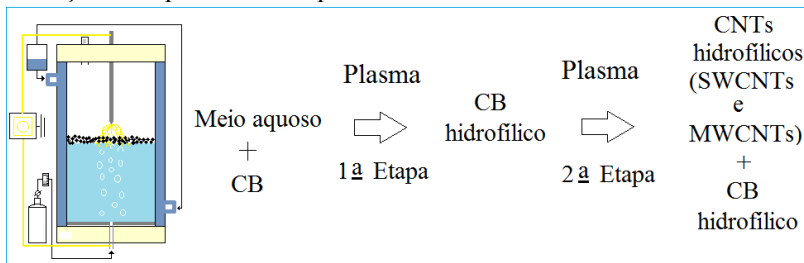 Meio aquoso
+
CB
Plasma
1ª Etapa
CB
hidrofílico
Plasma
2ª Etapa
CNTs
hidrofílicos
(SWCNTs
e
MWCNTs)
+
CB
hidrofílico